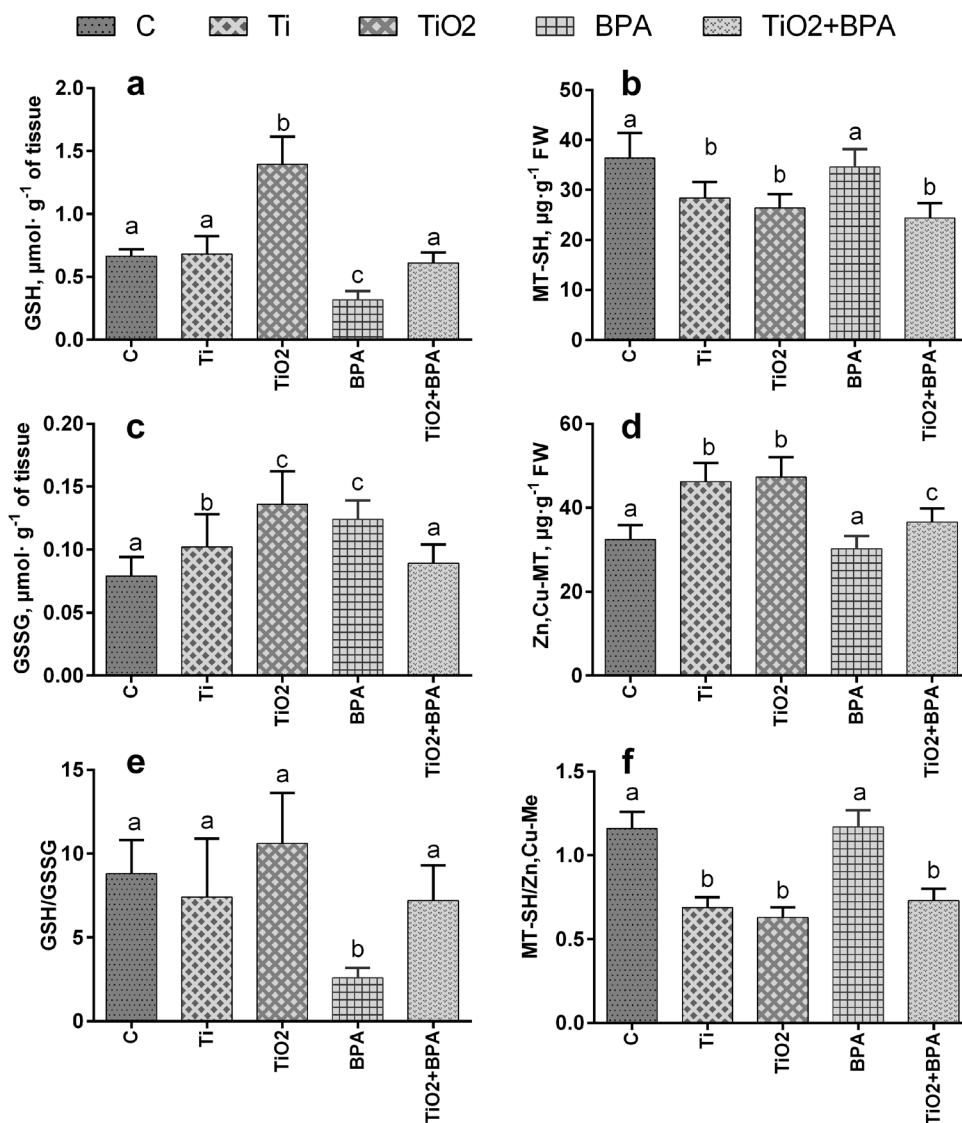 C Ti TiO2 BPA TiO2+BPA
a
GSH, µmol· g-1 of tissue
2.0
1.5
1.0
0.5
0.0
a a b c a
C Ti TiO2 BPA TiO2+BPA
b
MT-SH, µg·g-1 FW
50
40
30
20
10
0
a b b a b
C Ti TiO2 BPA TiO2+BPA
c
GSSG, µmol· g-1 of tissue
0.20
0.15
0.10
0.05
0.00
a b c c a
C Ti TiO2 BPA TiO2+BPA
d
Zn,Cu-MT, µg·g-1 FW
60
40
20
0
a b b a c
C Ti TiO2 BPA TiO2+BPA
e
GSH/GSSG
15
10
5
0
a a a b a
C Ti TiO2 BPA TiO2+BPA
f
MT-SH/Zn,Cu-Me
1.5
1.0
0.5
0.0
a b b a b
C Ti TiO2 BPA TiO2+BPA